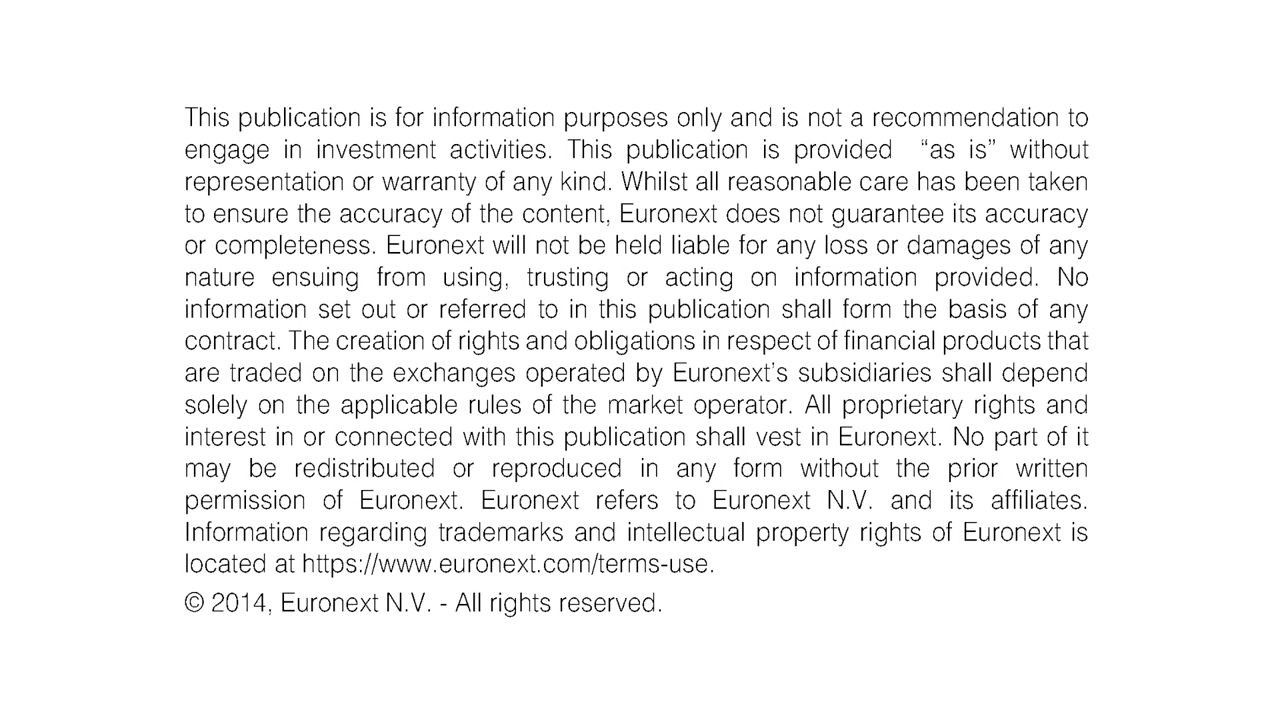 This publication is for information purposes only and is not a recommendation to
engage in investment activities. This publication is provided “as is” without
representation or warranty of any kind. Whilst all reasonable care has been taken
to ensure the accuracy of the content, Euronext does not guarantee its accuracy
or completeness. Euronext will not be held liable for any loss or damages of any
nature ensuing from using, trusting or acting on information provided. No
information set out or referred to in this publication shall form the basis of any
contract. The creation of rights and obligations in respect of financial products that
are traded on the exchanges operated by Euronext’s subsidiaries shall depend
solely on the applicable rules of the market operator. All proprietary rights and
interest in or connected with this publication shall vest in Euronext. No part of it
may be redistributed or reproduced in any form without the prior written
permission of Euronext. Euronext refers to Euronext N.V. and its affiliates.
Information regarding trademarks and intellectual property rights of Euronext is
located at https://www.euronext.com/terms-use.
© 2014, Euronext N.V. - All rights reserved.